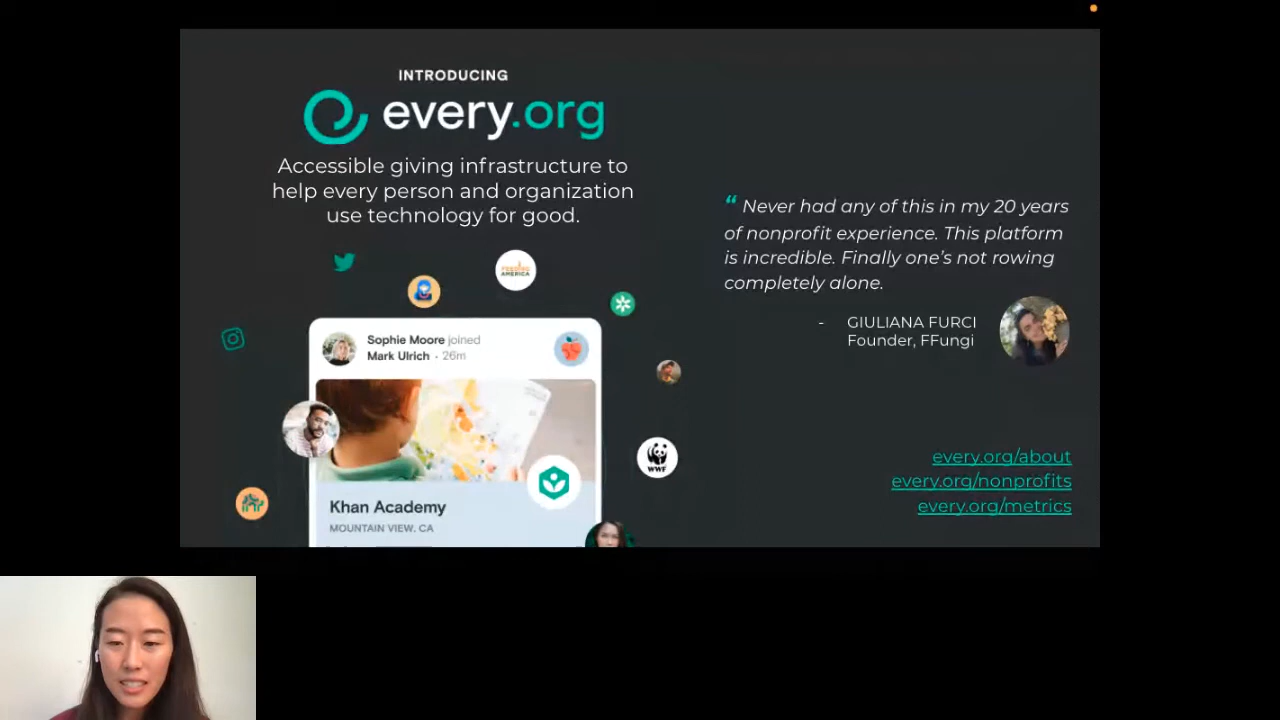 INTRODUCING
every.org
Accessible giving infrastructure to
help every person and organization
use technology for good.
AMERICA
Sophie Moore joined
Mark Ulrich · 26m
WWF
Khan Academy
MOUNTAIN VIEW, CA
“ Never had any of this in my 20 years
of nonprofit experience. This platform
is incredible. Finally one’s not rowing
completely alone.
- GIULIANA FURCI
Founder, FFungi
every.org/about
every.org/nonprofits
every.org/metrics